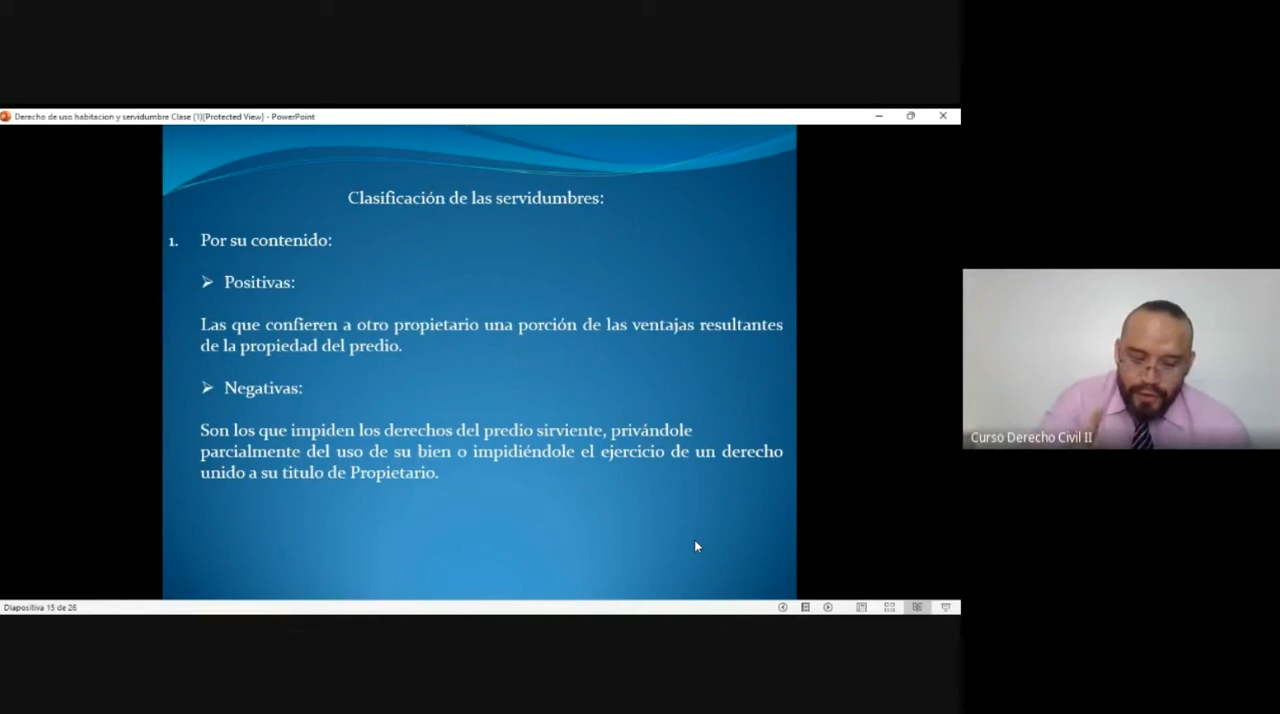 Derecho de uso habitacion y servidumbre Clase (1)[Protected View] - PowerPoint
Clasificación de las servidumbres:
1. Por su contenido:
➢ Positivas:
Las que confieren a otro propietario una porción de las ventajas resultantes
de la propiedad del predio.
➢ Negativas:
Son los que impiden los derechos del predio sirviente, privándole
parcialmente del uso de su bien o impidiéndole el ejercicio de un derecho
unido a su titulo de Propietario.
Curso Derecho Civil II
Diapositiva 15 de 26